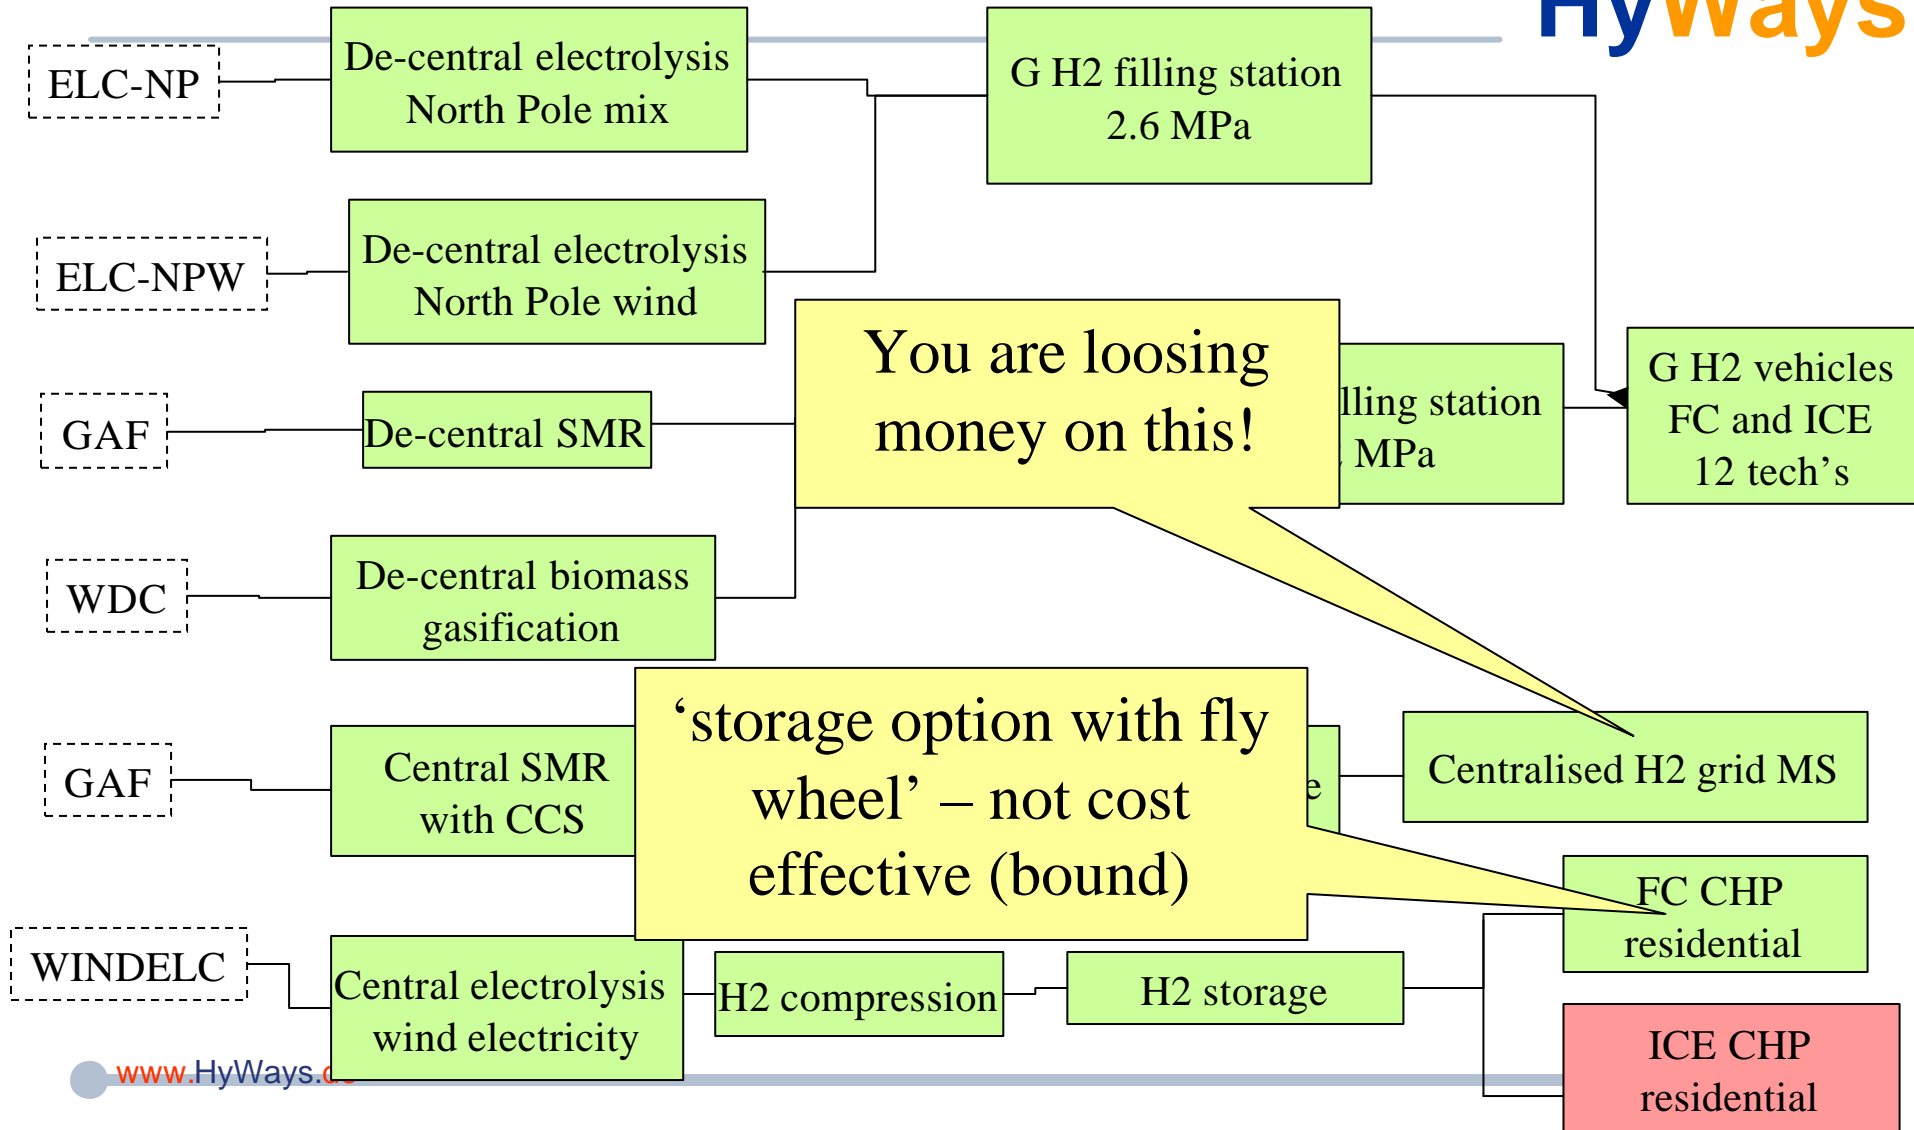 HyWays
ELC-NP
De-central electrolysis
North Pole mix
G H2 filling station
2.6 MPa
ELC-NPW
De-central electrolysis
North Pole wind
You are loosing
money on this!
lling station
MPa
G H2 vehicles
FC and ICE
12 tech’s
GAF
De-central SMR
WDC
De-central biomass
gasification
‘storage option with fly
wheel’ – not cost
effective (bound)
GAF
Central SMR
with CCS
e
Centralised H2 grid MS
FC CHP
residential
WINDELC
Central electrolysis
wind electricity
H2 compression
H2 storage
ICE CHP
residential
www.HyWays.de